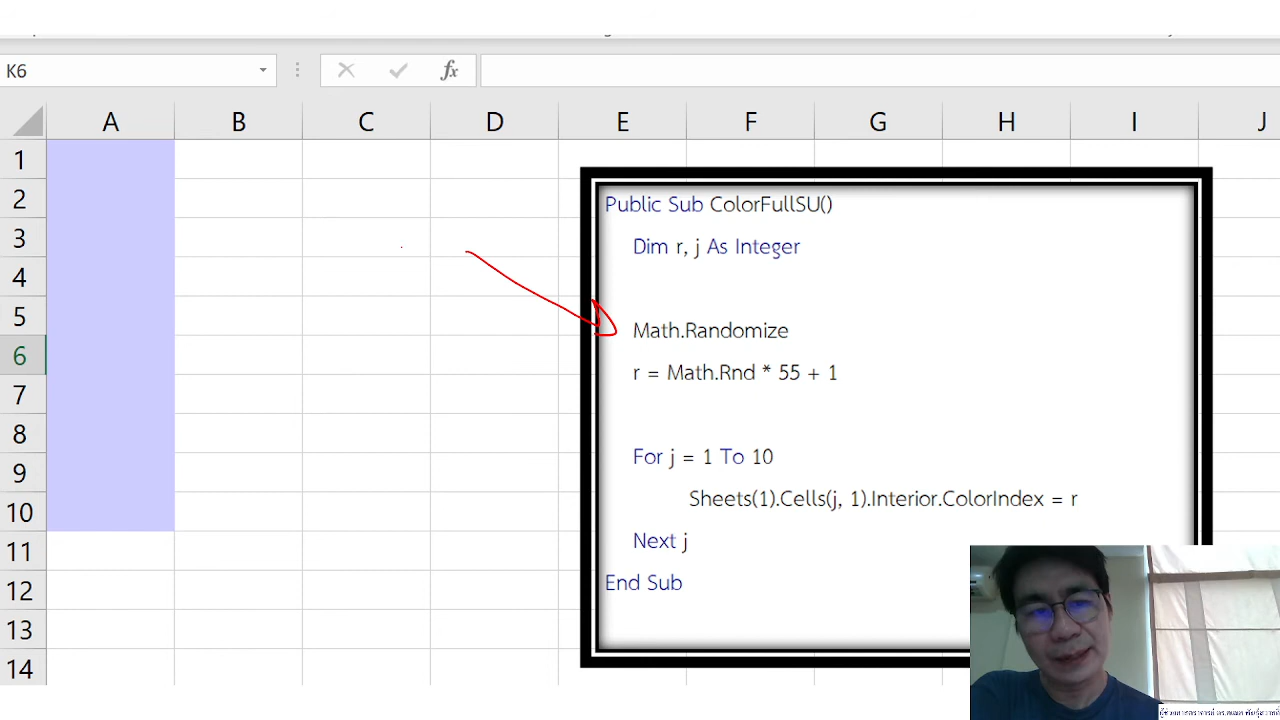 K6
fx
A B C D E F G H I J
1
2
3
4
5
6
7
8
9
10
11
12
13
14
Public Sub ColorFullSU()
Dim r, j As Integer
Math.Randomize
r = Math.Rnd * 55 + 1
For j = 1 To 10
Sheets(1).Cells(j, 1).Interior.ColorIndex = r
Next j
End Sub